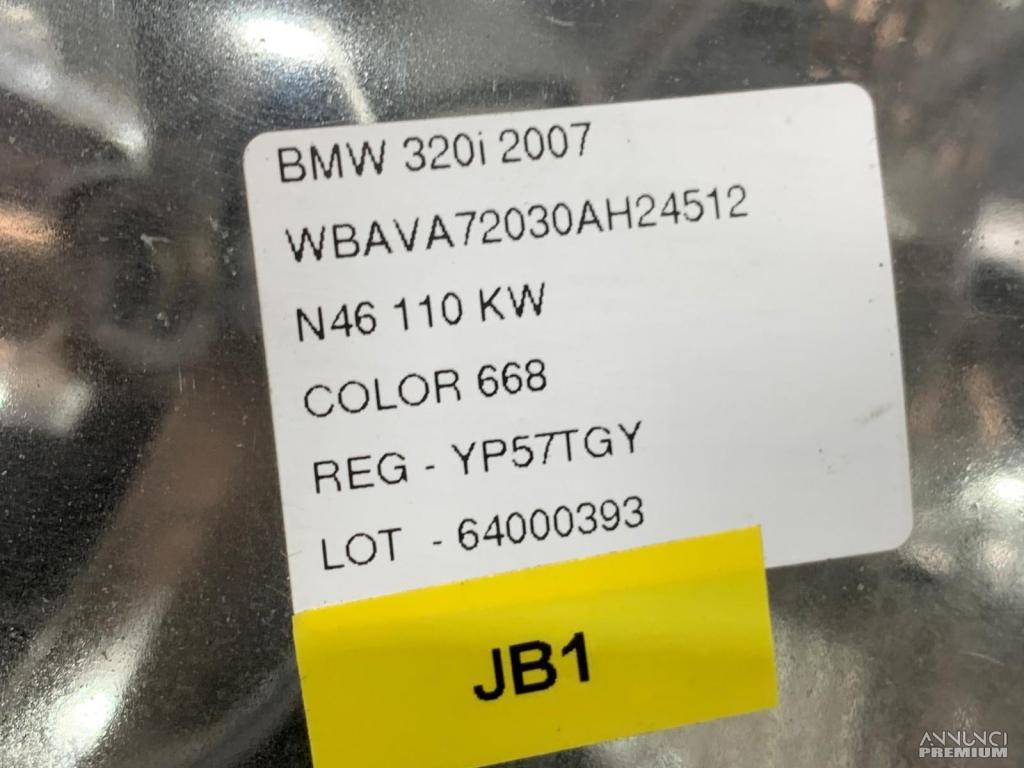 BMW 320i 2007
WBAVA72030AH24512
N46 110 KW
COLOR 668
REG - YP57TGY
LOT - 64000393
JB1
ANNUNCI
PREMIUM